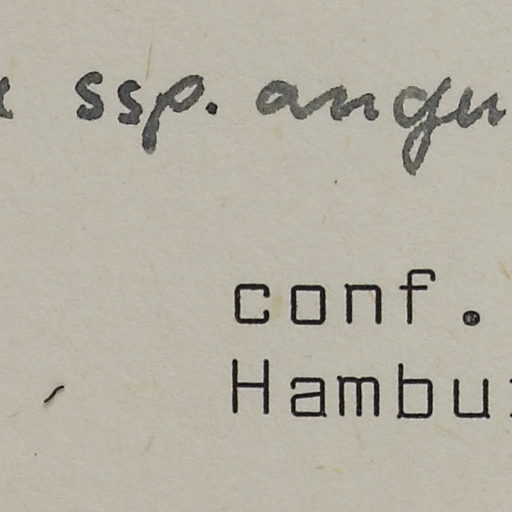 ssp. angu
conf.
Hambu